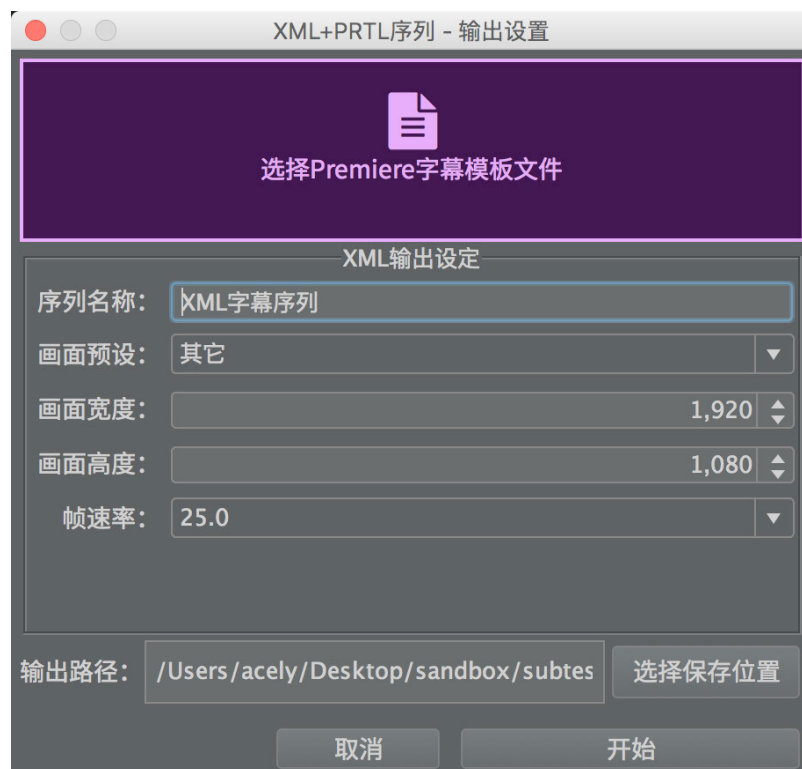 XML+PRTL序列 - 输出设置
选择Premiere字幕模板文件
XML输出设定
序列名称： XML字幕序列
画面预设： 其它
画面宽度： 1,920
画面高度： 1,080
帧速率： 25.0
输出路径： /Users/acely/Desktop/sandbox/subtes 选择保存位置
取消 开始